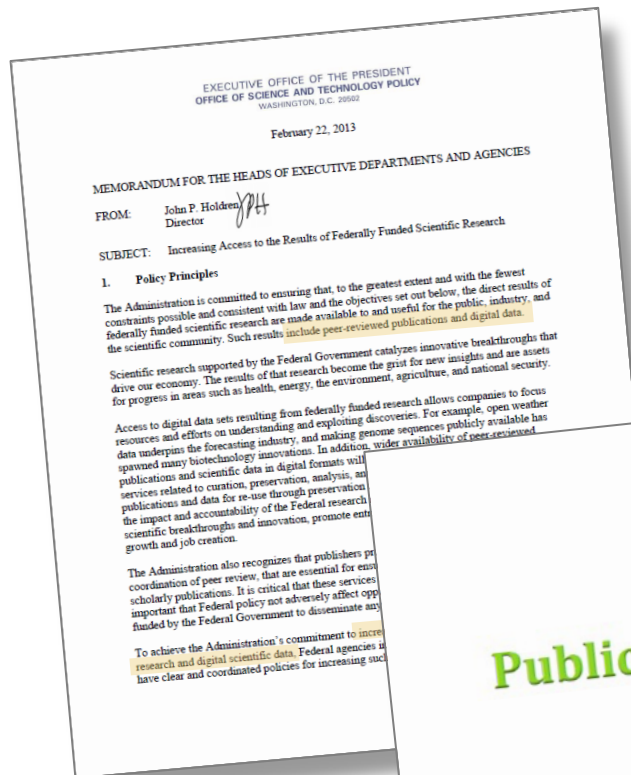 EXECUTIVE OFFICE OF THE PRESIDENT
OFFICE OF SCIENCE AND TECHNOLOGY POLICY
WASHINGTON, D.C. 20502
February 22, 2013
MEMORANDUM FOR THE HEADS OF EXECUTIVE DEPARTMENTS AND AGENCIES
FROM: John P. Holdren
Director
SUBJECT: Increasing Access to the Results of Federally Funded Scientific Research
1. Policy Principles
The Administration is committed to ensuring that, to the greatest extent and with the fewest
constraints possible and consistent with law and the objectives set out below, the direct results of
federally funded scientific research are made available to and useful for the public, industry, and
the scientific community. Such results include peer-reviewed publications and digital data.
Scientific research supported by the Federal Government catalyzes innovative breakthroughs that
drive our economy. The results of that research become the grist for new insights and are assets
for progress in areas such as health, energy, the environment, agriculture, and national security.
Access to digital data sets resulting from federally funded research allows companies to focus
resources and efforts on understanding and exploiting discoveries. For example, open weather
data underpins the forecasting industry, and making genome sequences publicly available has
spawned many biotechnology innovations. In addition, wider availability of peer-reviewed
publications and scientific data in digital formats will
services related to curation, preservation, analysis, an
publications and data for re-use through preservation
the impact and accountability of the Federal research
scientific breakthroughs and innovation, promote entr
growth and job creation.
The Administration also recognizes that publishers pr
coordination of peer review, that are essential for ensu
scholarly publications. It is critical that these services
important that Federal policy not adversely affect opp
funded by the Federal Government to disseminate any
To achieve the Administration's commitment to incre
research and digital scientific data, Federal agencies in
have clear and coordinated policies for increasing such
Public